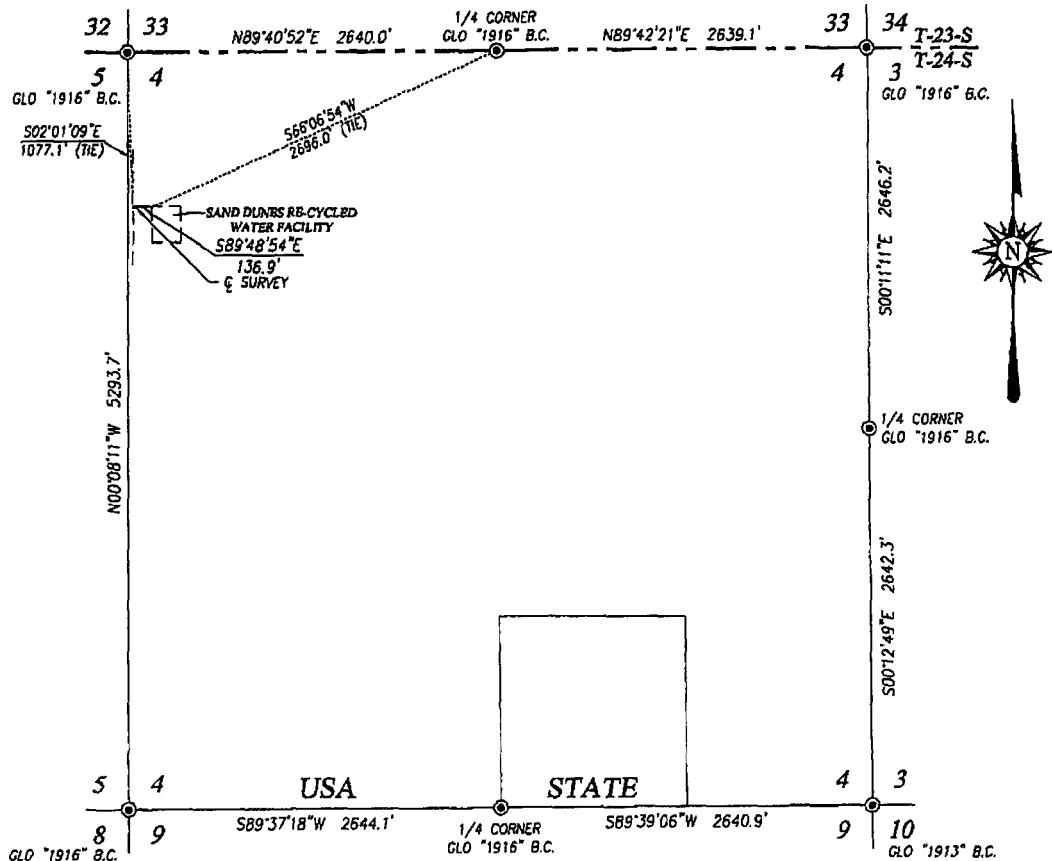 1/4 CORNER
GLO "1916" B.C.
32 33
N89°40'52"E 2640.0'
N89°42'21"E 2639.1'
33 34
T-23-S
T-24-S
5 4
GLO "1916" B.C.
4 3
GLO "1916" B.C.
S02°01'09"E
1077.1' (TIE)
S66°06'54"W
2696.0' (TIE)
SAND DUNES RE-CYCLED
WATER FACILITY
S89°48'54"E
136.9'
℄ SURVEY
S00°11'11"E 2646.2'
N
N00°08'11"W 5293.7'
1/4 CORNER
GLO "1916" B.C.
S00°12'49"E 2642.3'
5 4
USA
STATE
4 3
S89°37'18"W 2644.1'
S89°39'06"W 2640.9'
8 9
GLO "1916" B.C.
1/4 CORNER
GLO "1916" B.C.
9 10
GLO "1913" B.C.